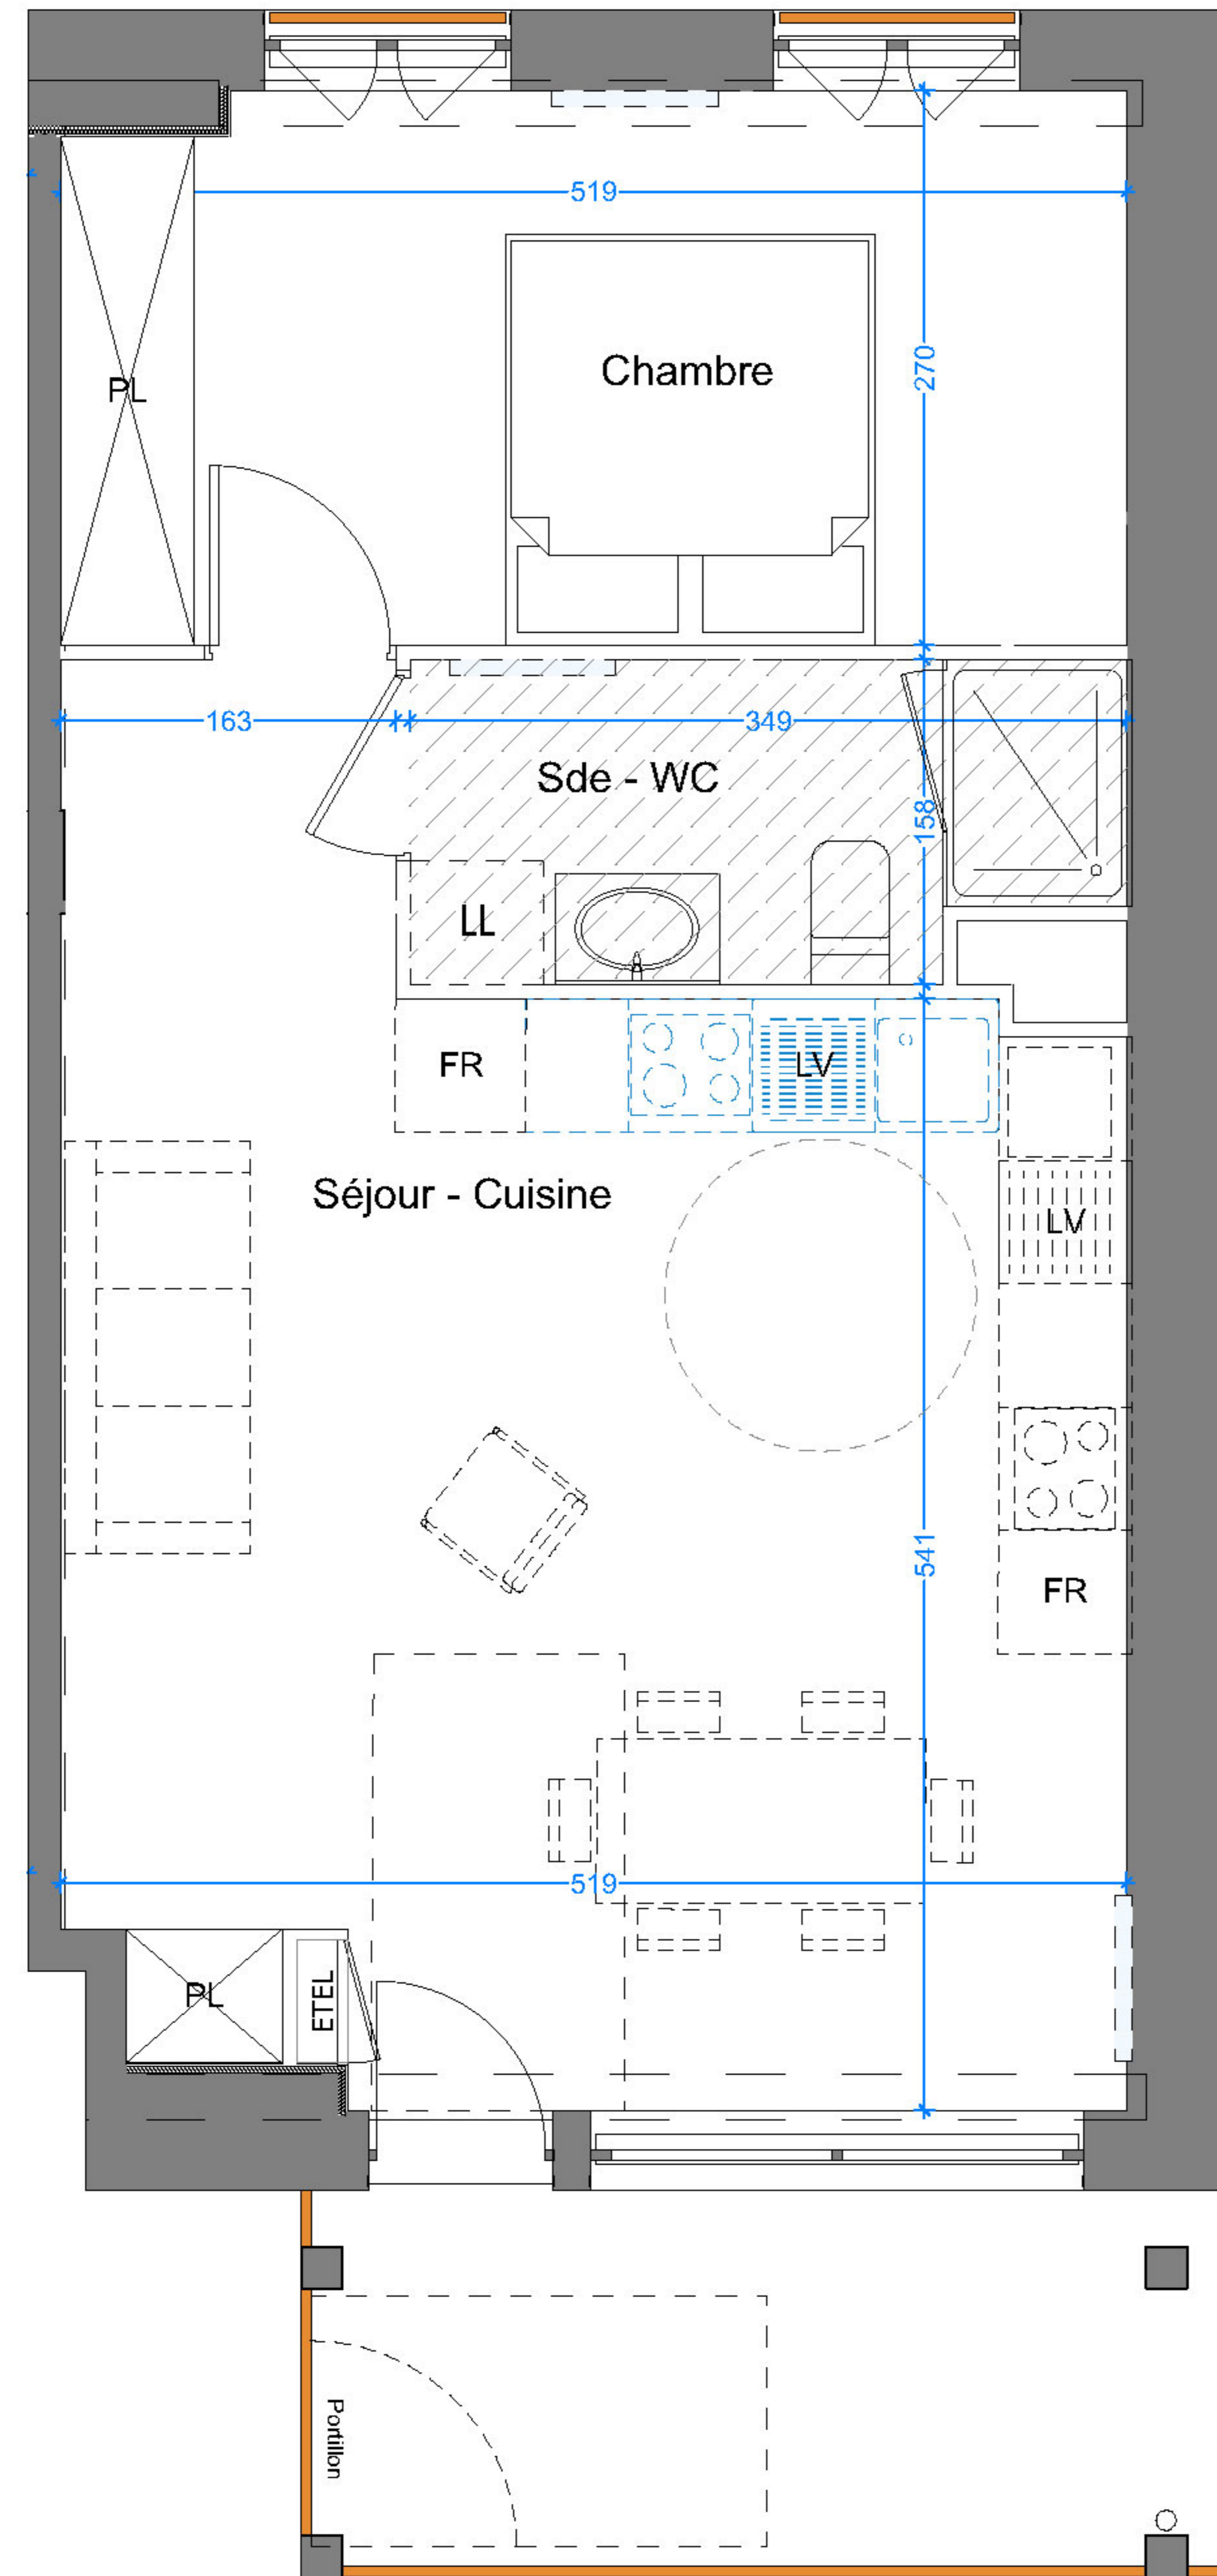 519
Chambre
270
PL
163
349
Sde - WC
158
LL
FR
LV
Séjour - Cuisine
LV
541
FR
519
PL
ETEL
Portillon